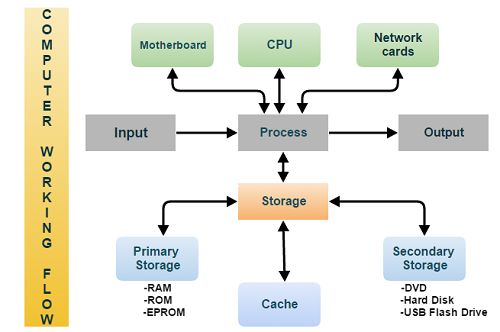 COMPUTER WORKING FLOW
Motherboard
CPU
Network
cards
Input
Process
Output
Storage
Primary
Storage
-RAM
-ROM
-EPROM
Cache
Secondary
Storage
-DVD
-Hard Disk
-USB Flash Drive